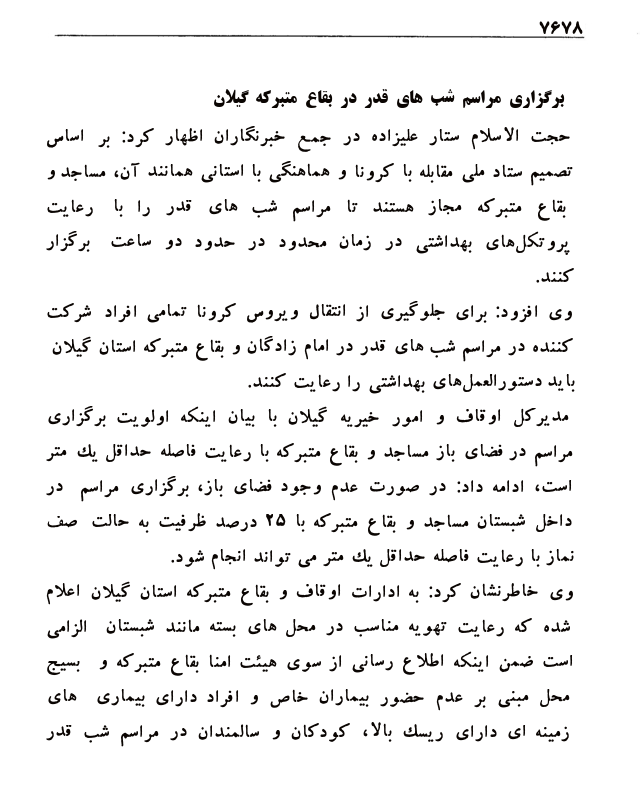 ۷۶۷۸
برگزاری مراسم شب های قدر در بقاع متبرکه گیلان
حجت الاسلام ستار علیزاده در جمع خبرنگاران اظهار کرد: بر اساس
تصمیم ستاد ملی مقابله با کرونا و هماهنگی با استانی همانند آن، مساجد و
بقاع متبرکه مجاز هستند تا مراسم شب های قدر را با رعایت
پروتکل‌های بهداشتی در زمان محدود در حدود دو ساعت برگزار
کنند.
وی افزود: برای جلوگیری از انتقال ویروس کرونا تمامی افراد شرکت
کننده در مراسم شب های قدر در امام زادگان و بقاع متبرکه استان گیلان
باید دستورالعمل‌های بهداشتی را رعایت کنند.
مدیرکل اوقاف و امور خیریه گیلان با بیان اینکه اولویت برگزاری
مراسم در فضای باز مساجد و بقاع متبرکه با رعایت فاصله حداقل یك متر
است، ادامه داد: در صورت عدم وجود فضای باز، برگزاری مراسم در
داخل شبستان مساجد و بقاع متبرکه با ۲۵ درصد ظرفیت به حالت صف
نماز با رعایت فاصله حداقل یك متر می تواند انجام شود.
وی خاطرنشان کرد: به ادارات اوقاف و بقاع متبرکه استان گیلان اعلام
شده که رعایت تهویه مناسب در محل های بسته مانند شبستان الزامی
است ضمن اینکه اطلاع رسانی از سوی هیئت امنا بقاع متبرکه و بسیج
محل مبنی بر عدم حضور بیماران خاص و افراد دارای بیماری های
زمینه ای دارای ریسك بالا، کودکان و سالمندان در مراسم شب قدر